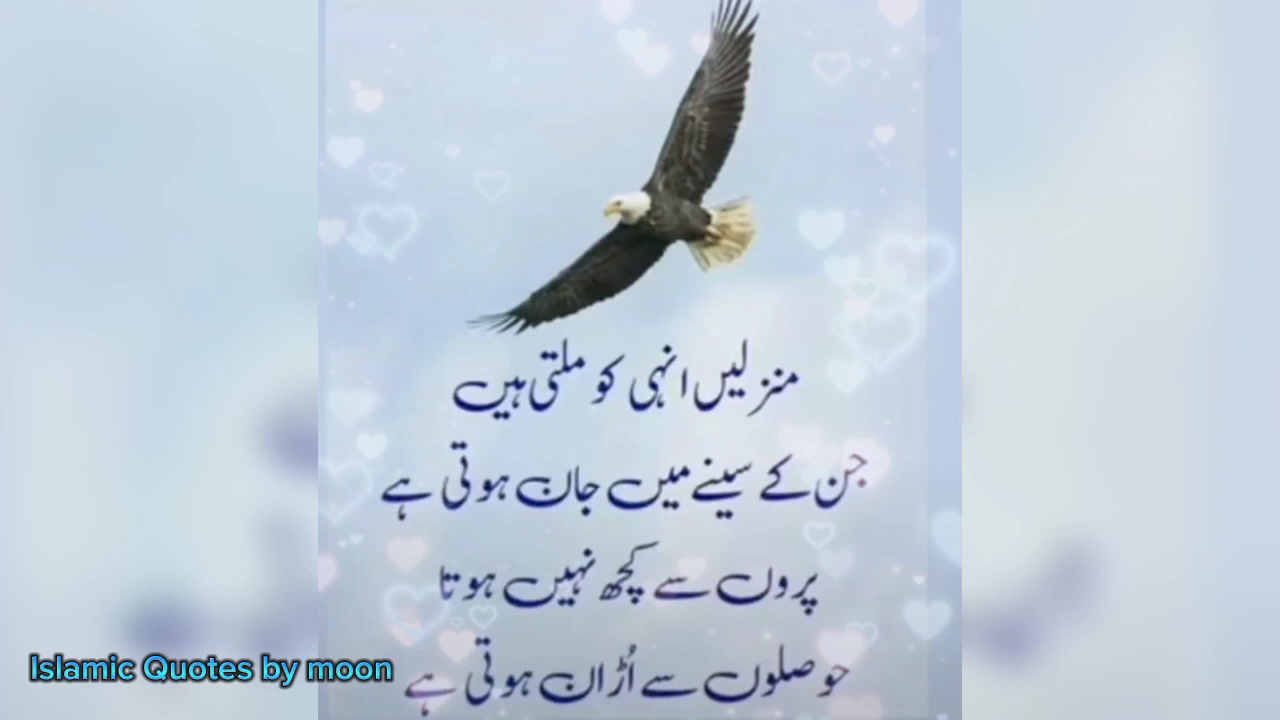 منزلیں انہی کو ملتی ہیں
جن کے سینے میں جان ہوتی ہے
پروں سے کچھ نہیں ہوتا
حوصلوں سے اُڑان ہوتی ہے
Islamic Quotes by moon